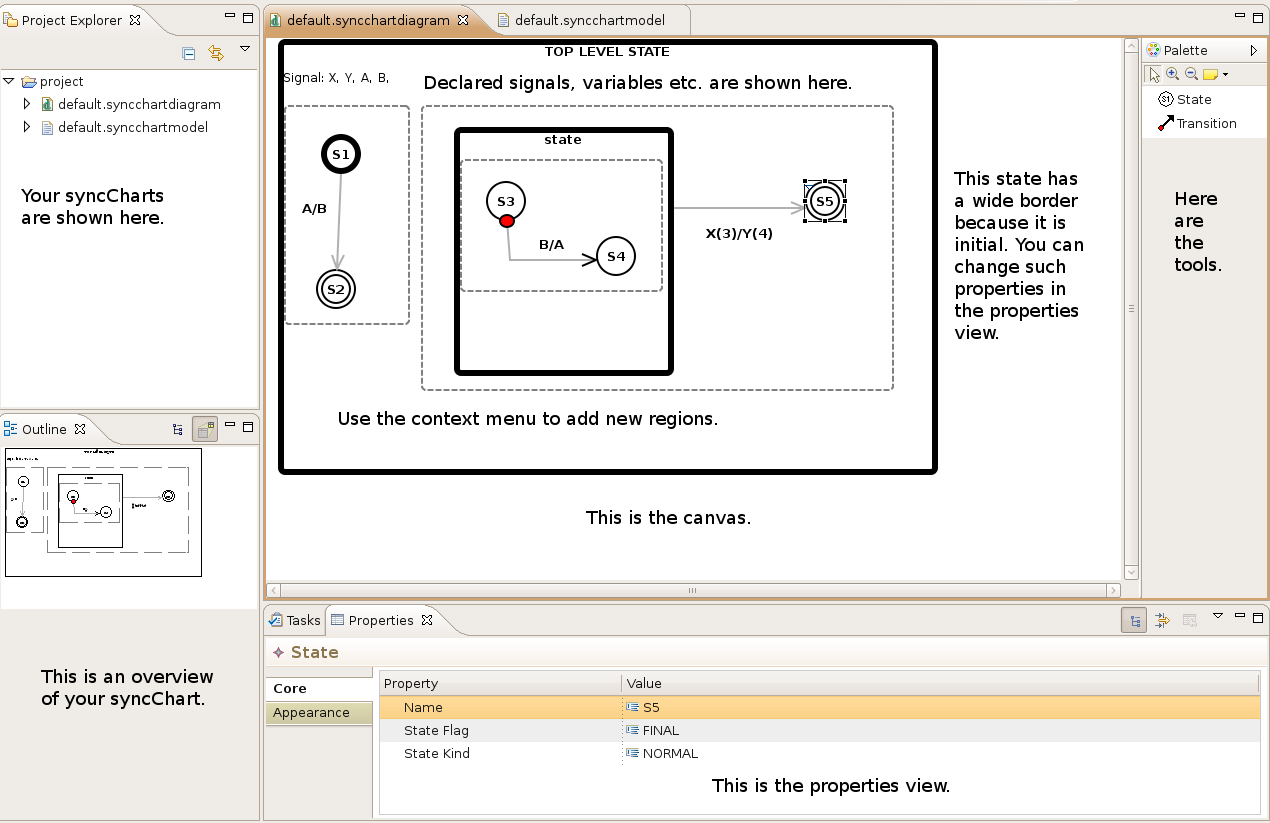 Project Explorer
project
default.syncchartdiagram
default.syncchartmodel
Your syncCharts
are shown here.
Outline
This is an overview
of your syncChart.
default.syncchartdiagram
default.syncchartmodel
TOP LEVEL STATE
Signal: X, Y, A, B,
Declared signals, variables etc. are shown here.
S1
A/B
S2
state
S3
B/A
S4
X(3)/Y(4)
S5
Use the context menu to add new regions.
This is the canvas.
This state has
a wide border
because it is
initial. You can
change such
properties in
the properties
view.
Palette
State
Transition
Here
are
the
tools.
Tasks
Properties
State
Core
Appearance
Property
Value
Name
S5
State Flag
FINAL
State Kind
NORMAL
This is the properties view.